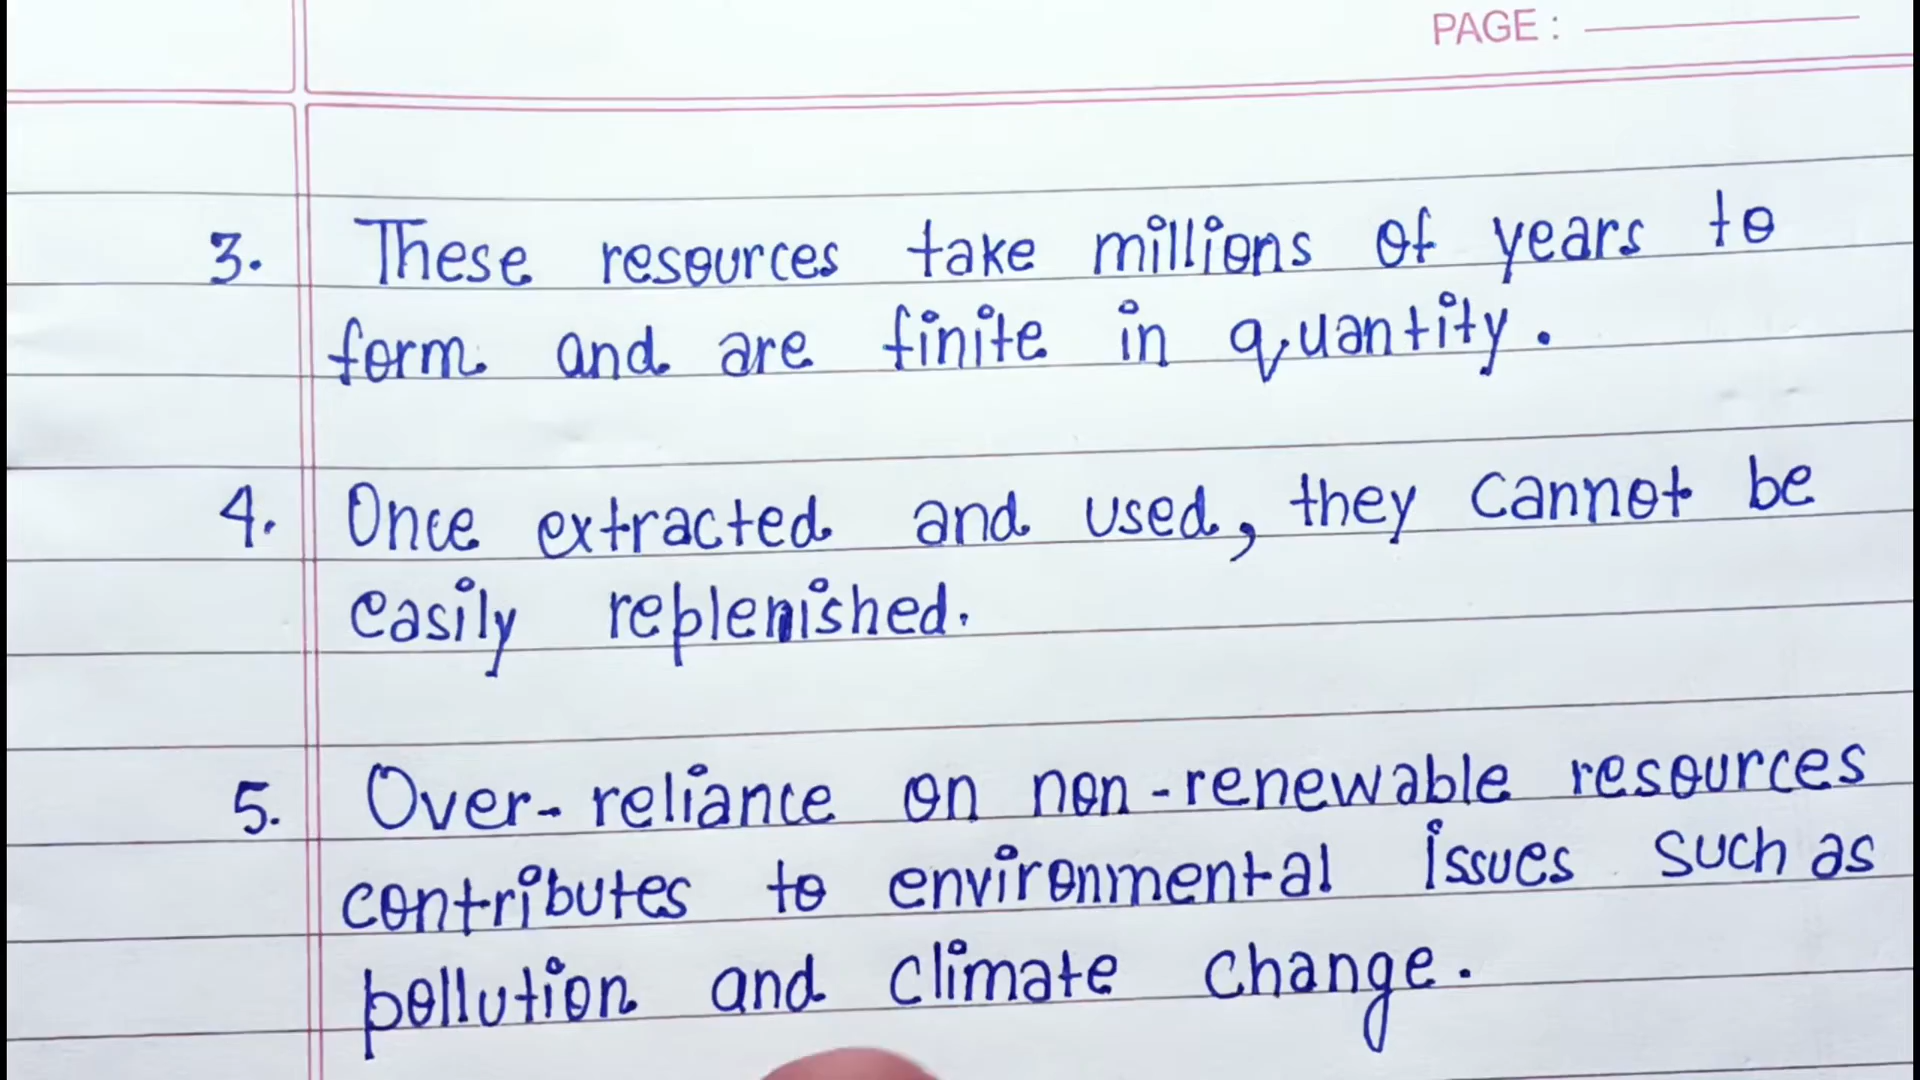 PAGE :
3. These resources take millions of years to
form and are finite in quantity.
4. Once extracted and used, they cannot be
easily replenished.
5. Over-reliance on non-renewable resources
contributes to environmental issues such as
pollution and climate change.